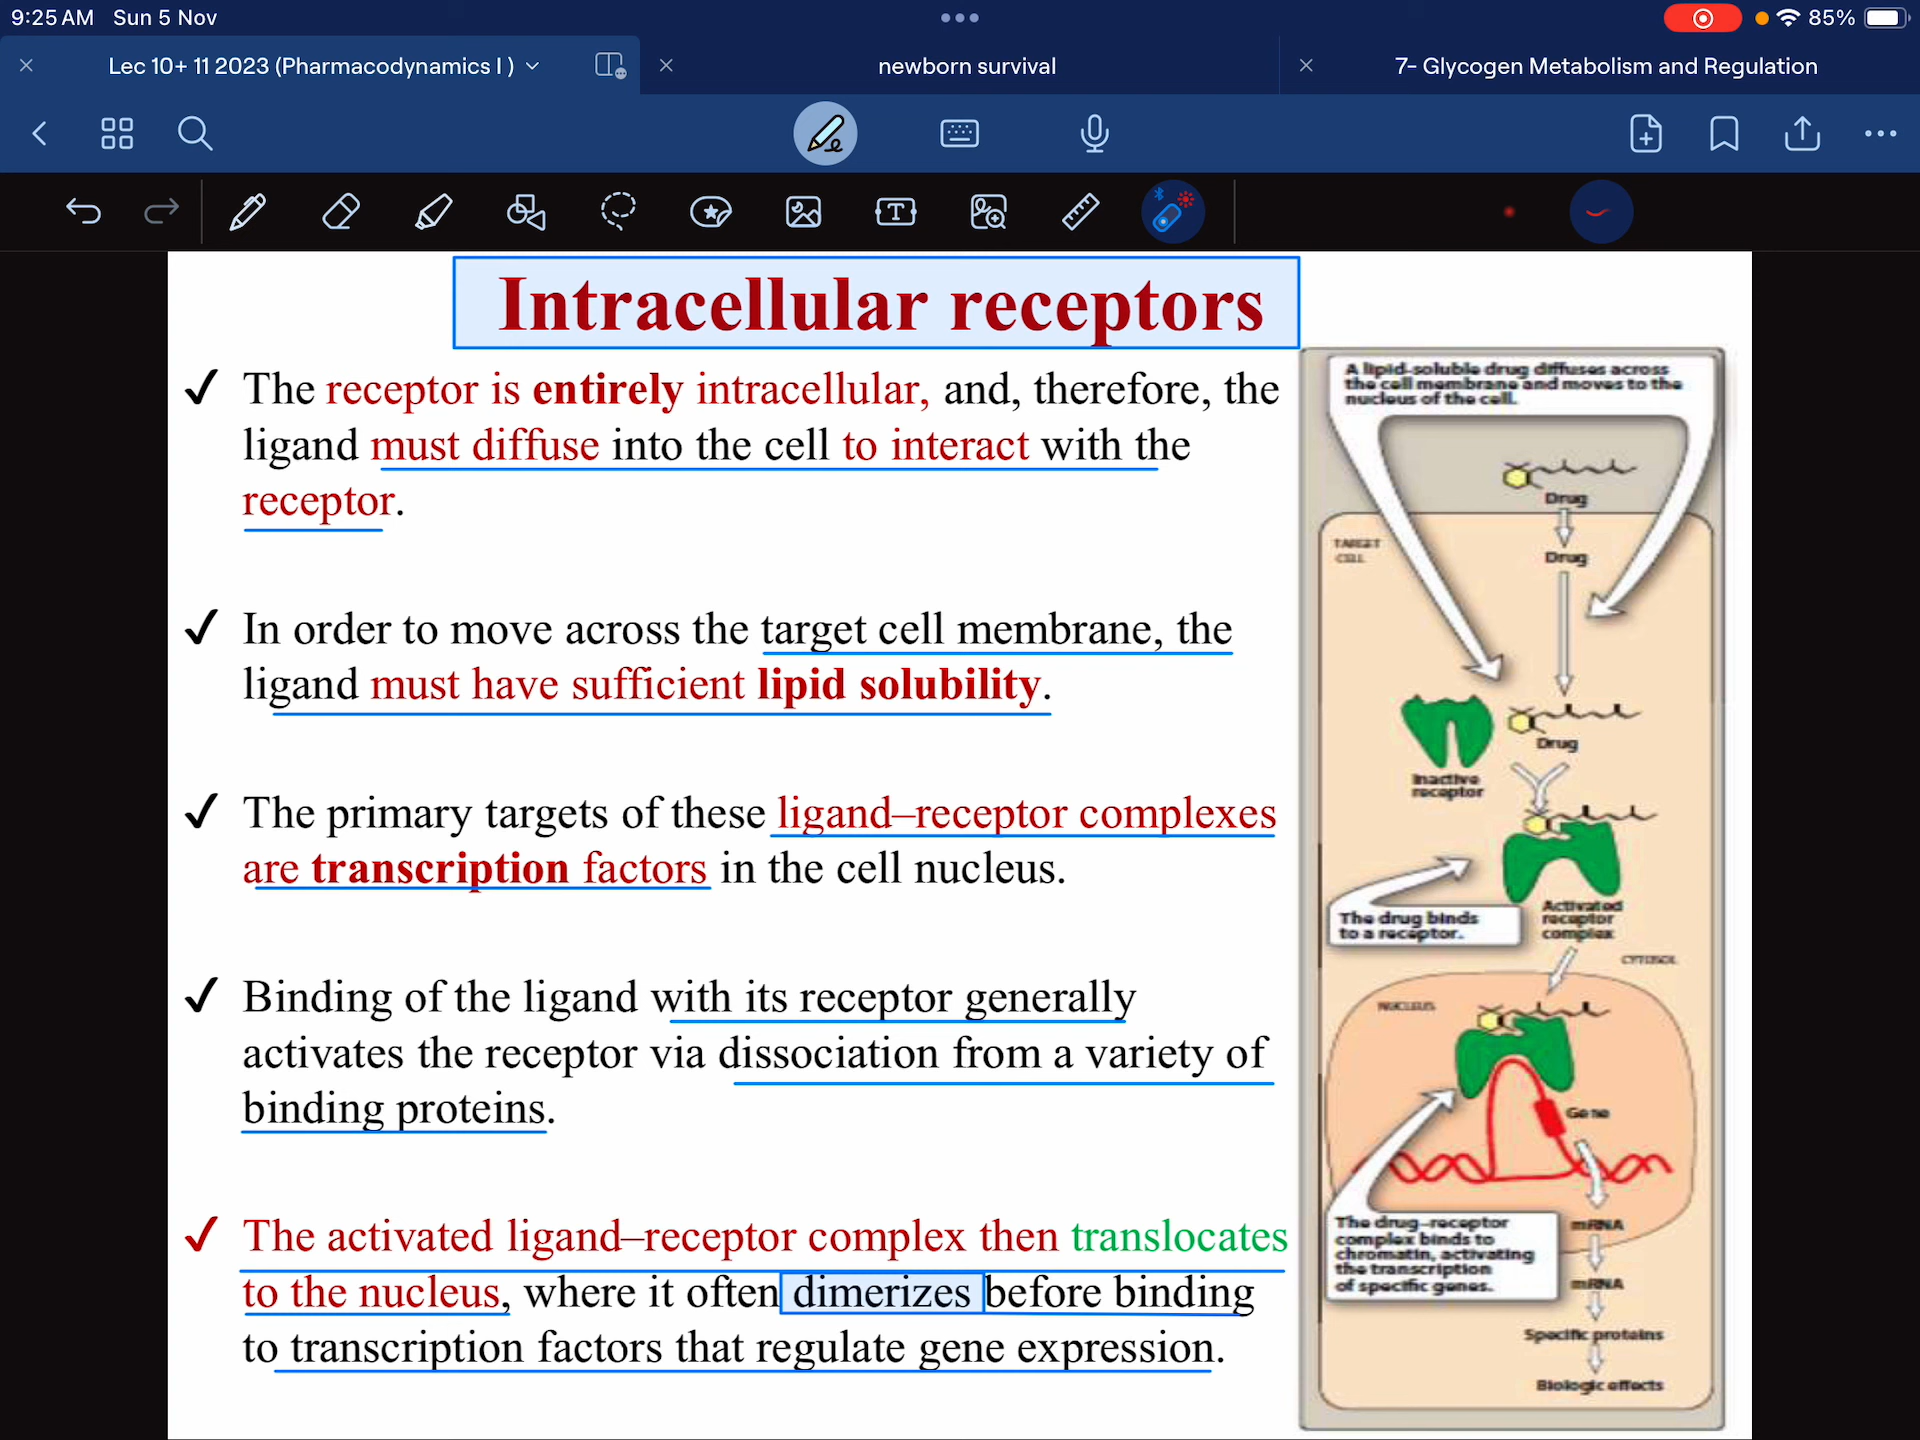 9:25 AM Sun 5 Nov
85%
Lec 10+ 11 2023 (Pharmacodynamics I )
newborn survival
7- Glycogen Metabolism and Regulation
Intracellular receptors
✓ The receptor is entirely intracellular, and, therefore, the
ligand must diffuse into the cell to interact with the
receptor.
✓ In order to move across the target cell membrane, the
ligand must have sufficient lipid solubility.
✓ The primary targets of these ligand–receptor complexes
are transcription factors in the cell nucleus.
✓ Binding of the ligand with its receptor generally
activates the receptor via dissociation from a variety of
binding proteins.
✓ The activated ligand–receptor complex then translocates
to the nucleus, where it often dimerizes before binding
to transcription factors that regulate gene expression.
A lipid-soluble drug diffuses across
the cell membrane and moves to the
nucleus of the cell.
Drug
TARGET
CELL
Drug
Drug
Inactive
receptor
The drug binds
to a receptor.
Activated
receptor
complex
CYTOSOL
NUCLEUS
Gene
The drug–receptor
complex binds to
chromatin, activating
the transcription
of specific genes.
mRNA
mRNA
Specific proteins
Biologic effects